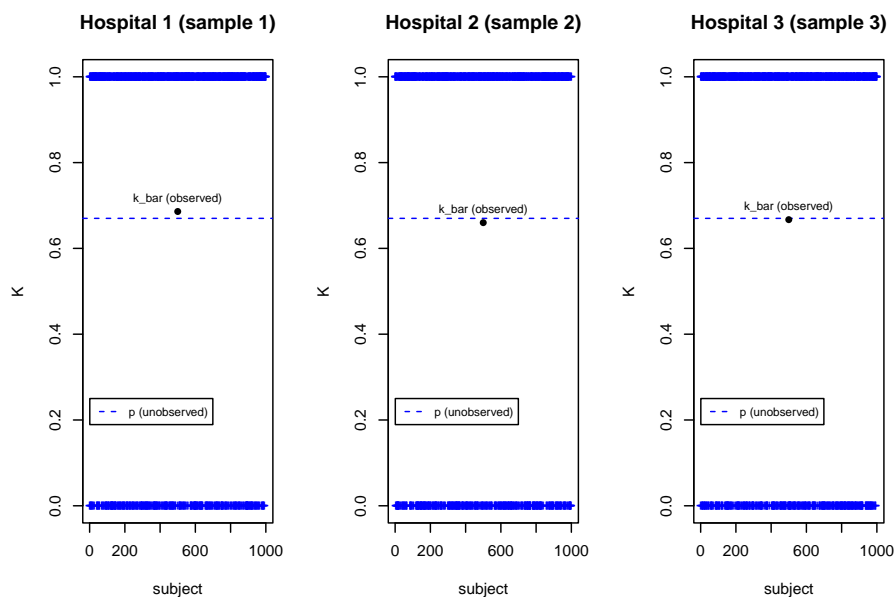 Hospital 1 (sample 1)
1.0
0.8
0.6
0.4
0.2
0.0
K
k_bar (observed)
p (unobserved)
0 200 600 1000
subject
Hospital 2 (sample 2)
1.0
0.8
0.6
0.4
0.2
0.0
K
k_bar (observed)
p (unobserved)
0 200 600 1000
subject
Hospital 3 (sample 3)
1.0
0.8
0.6
0.4
0.2
0.0
K
k_bar (observed)
p (unobserved)
0 200 600 1000
subject